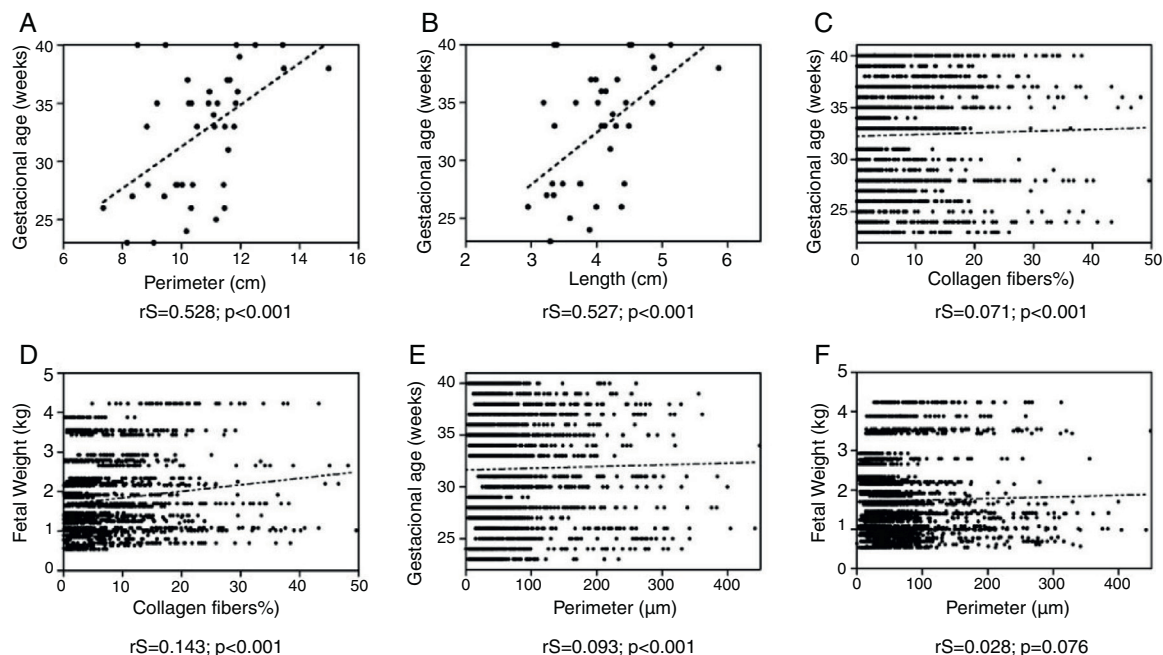 A
Gestacional age (weeks)
40
35
30
25
6 8 10 12 14 16
Perimeter (cm)
rS=0.528; p<0.001
B
Gestacional age (weeks)
40
35
30
25
2 3 4 5 6
Length (cm)
rS=0.527; p<0.001
C
Gestacional age (weeks)
40
35
30
25
0 10 20 30 40 50
Collagen fibers%)
rS=0.071; p<0.001
D
Fetal Weight (kg)
5
4
3
2
1
0
0 10 20 30 40 50
Collagen fibers%)
rS=0.143; p<0.001
E
Gestacional age (weeks)
40
35
30
25
0 100 200 300 400
Perimeter (µm)
rS=0.093; p<0.001
F
Fetal Weight (kg)
5
4
3
2
1
0
0 100 200 300 400
Perimeter (µm)
rS=0.028; p=0.076